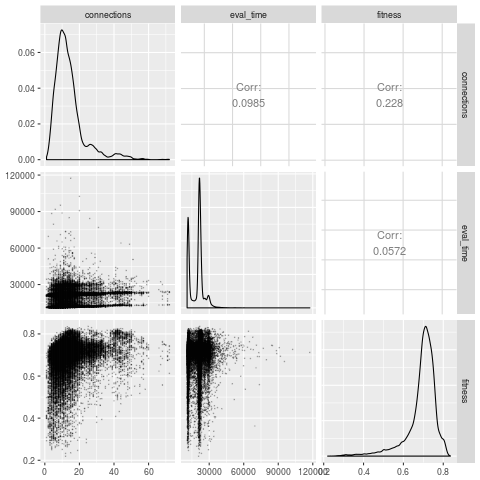 connections
eval_time
fitness
0.06
0.04
0.02
0.00
Corr:
0.0985
Corr:
0.228
connections
120000
90000
60000
30000
Corr:
0.0572
eval_time
0.8
0.6
0.4
0.2
fitness
0 20 40 60
30000 60000 90000 120000
0.2 0.4 0.6 0.8